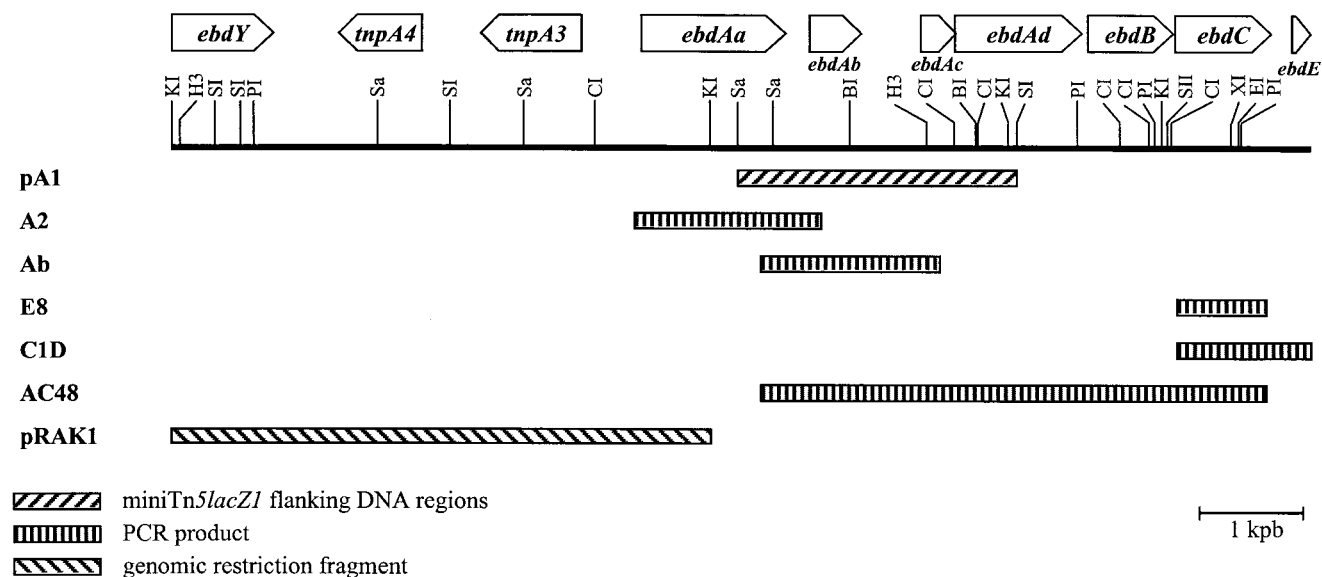 ebdY tnpA4 tnpA3 ebdAa ebdAb ebdAc ebdAd ebdB ebdC ebdE
KI H3 SI SI PI Sa SI Sa CI KI Sa Sa BI H3 CI BI CI KI SI PI CI CI PI KI SII CI XI EI PI
pA1
A2
Ab
E8
C1D
AC48
pRAK1
miniTn5lacZ1 flanking DNA regions
PCR product
genomic restriction fragment
1 kpb